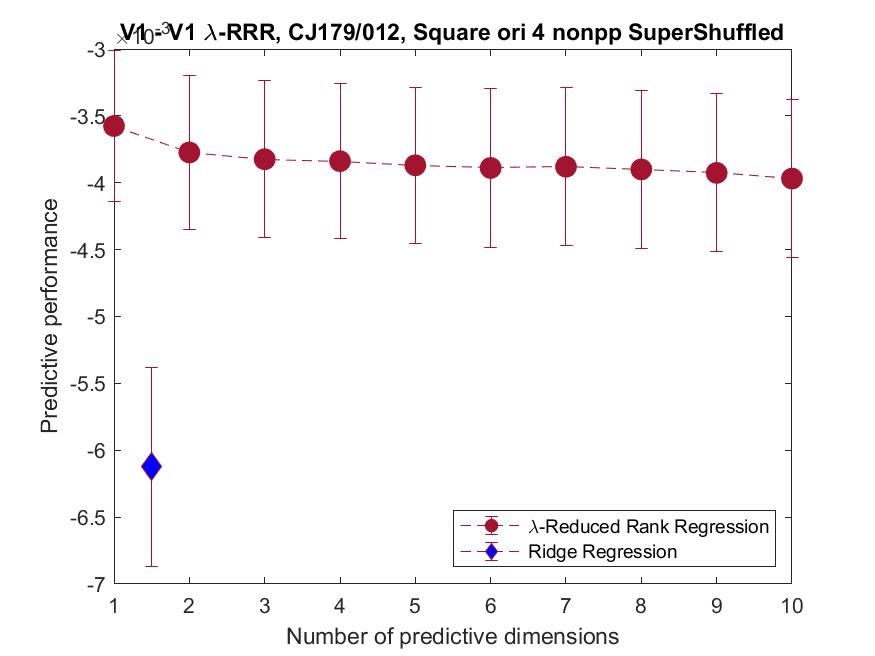 V1 - V1 λ-RRR, CJ179/012, Square ori 4 nonpp SuperShuffled
×10⁻³
-3
-3.5
-4
-4.5
-5
-5.5
-6
-6.5
-7
Predictive performance
1 2 3 4 5 6 7 8 9 10
Number of predictive dimensions
λ-Reduced Rank Regression
Ridge Regression